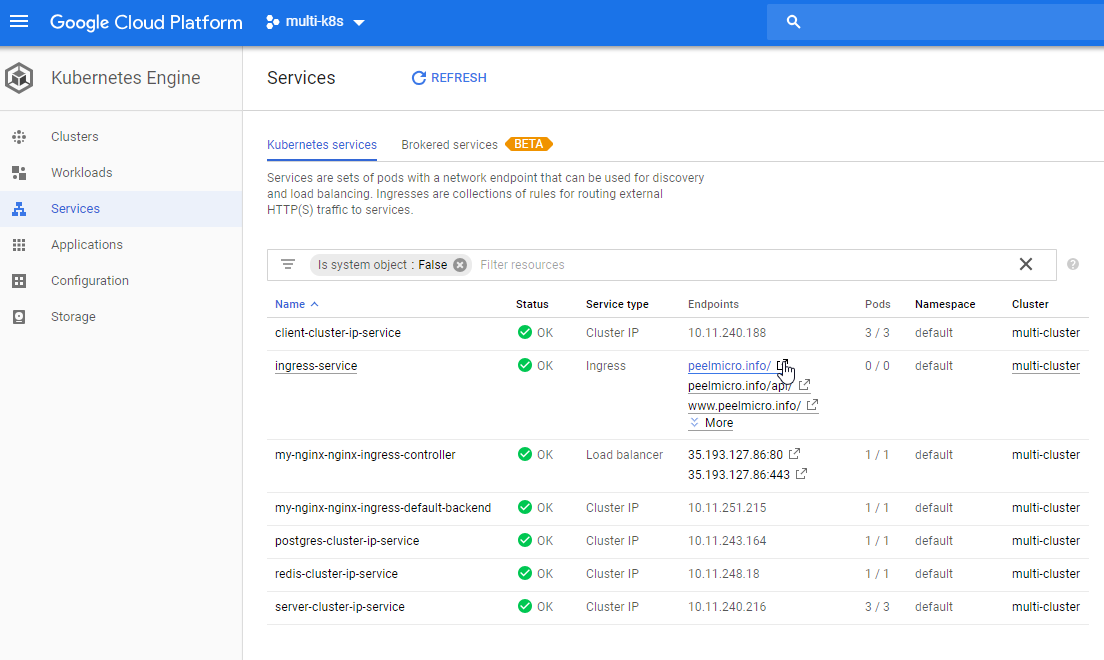 Google Cloud Platform
multi-k8s
Kubernetes Engine
Clusters
Workloads
Services
Applications
Configuration
Storage
Services
REFRESH
Kubernetes services
Brokered services BETA
Services are sets of pods with a network endpoint that can be used for discovery
and load balancing. Ingresses are collections of rules for routing external
HTTP(S) traffic to services.
Is system object : False Filter resources
Name Status Service type Endpoints Pods Namespace Cluster
client-cluster-ip-service OK Cluster IP 10.11.240.188 3 / 3 default multi-cluster
ingress-service OK Ingress peelmicro.info/ 0 / 0 default multi-cluster
peelmicro.info/api/
www.peelmicro.info/
More
my-nginx-nginx-ingress-controller OK Load balancer 35.193.127.86:80 1 / 1 default multi-cluster
35.193.127.86:443
my-nginx-nginx-ingress-default-backend OK Cluster IP 10.11.251.215 1 / 1 default multi-cluster
postgres-cluster-ip-service OK Cluster IP 10.11.243.164 1 / 1 default multi-cluster
redis-cluster-ip-service OK Cluster IP 10.11.248.18 1 / 1 default multi-cluster
server-cluster-ip-service OK Cluster IP 10.11.240.216 3 / 3 default multi-cluster